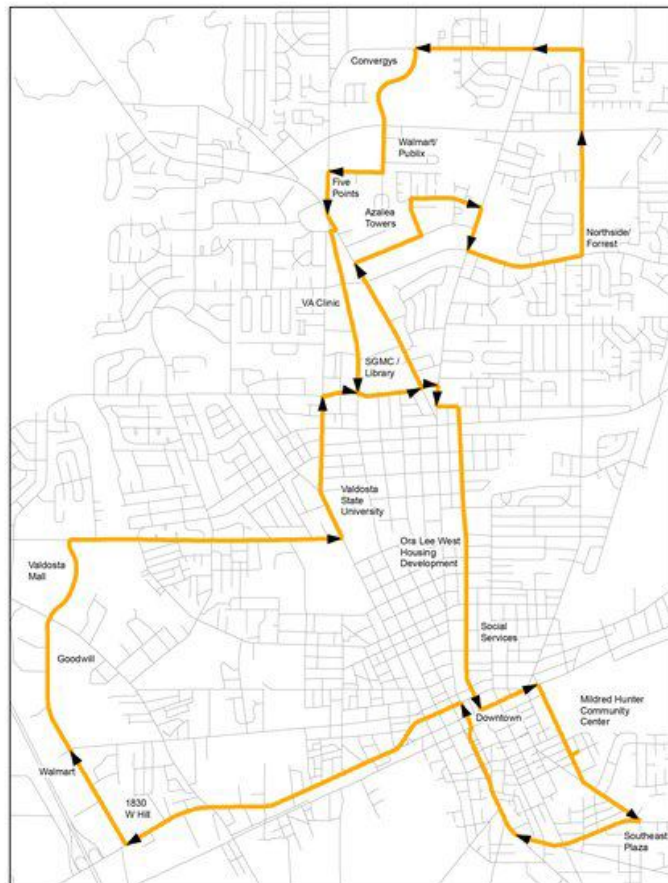 Convergys
Walmart/
Publix
Five
Points
Azalea
Towers
Northside/
Forrest
VA Clinic
SGMC /
Library
Valdosta
State
University
Ora Lee West
Housing
Development
Valdosta
Mall
Goodwill
Social
Services
Mildred Hunter
Community
Center
Downtown
Walmart
1830
W Hill
Southeast
Plaza